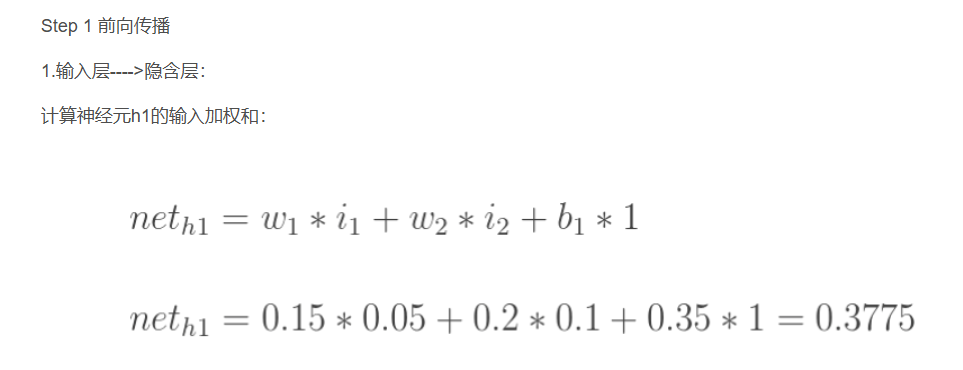 Step 1 前向传播
1.输入层---->隐含层：
计算神经元h1的输入加权和：
net_{h1} = w_1 * i_1 + w_2 * i_2 + b_1 * 1
net_{h1} = 0.15 * 0.05 + 0.2 * 0.1 + 0.35 * 1 = 0.3775